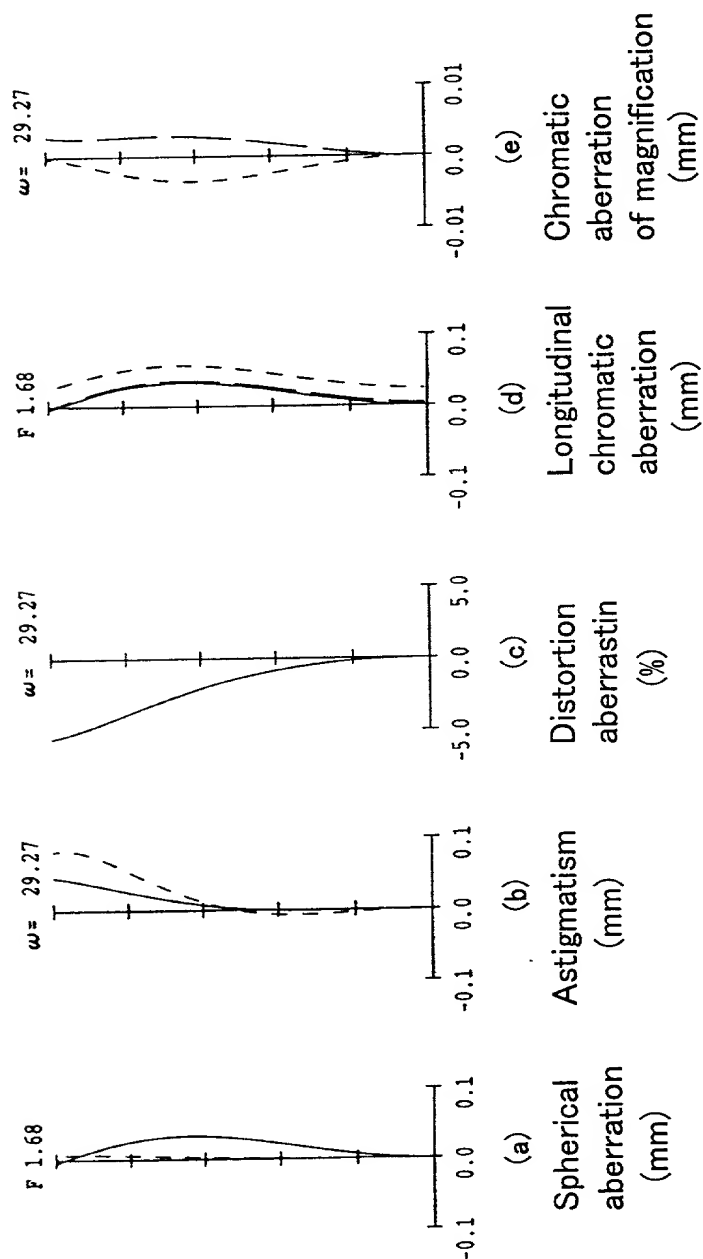 F 1.68
-0.1 0.0 0.1
(a)
Spherical
aberration
(mm)
ω= 29.27
-0.1 0.0 0.1
(b)
Astigmatism
(mm)
ω= 29.27
-5.0 0.0 5.0
(c)
Distortion
aberrastin
(%)
F 1.68
-0.1 0.0 0.1
(d)
Longitudinal
chromatic
aberration
(mm)
ω= 29.27
-0.01 0.0 0.01
(e)
Chromatic
aberration
of magnification
(mm)